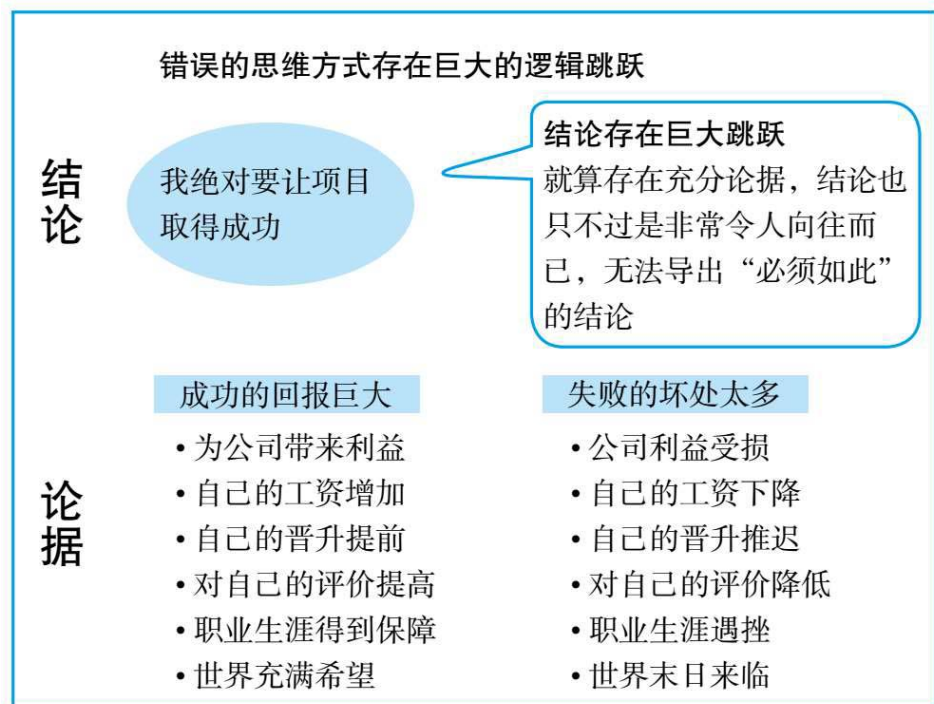 错误的思维方式存在巨大的逻辑跳跃
结论
我绝对要让项目
取得成功
结论存在巨大跳跃
就算存在充分论据，结论也
只不过是非常令人向往而
已，无法导出“必须如此”
的结论
论据
成功的回报巨大
•为公司带来利益
•自己的工资增加
•自己的晋升提前
•对自己的评价提高
•职业生涯得到保障
•世界充满希望
失败的坏处太多
•公司利益受损
•自己的工资下降
•自己的晋升推迟
•对自己的评价降低
•职业生涯遇挫
•世界末日来临